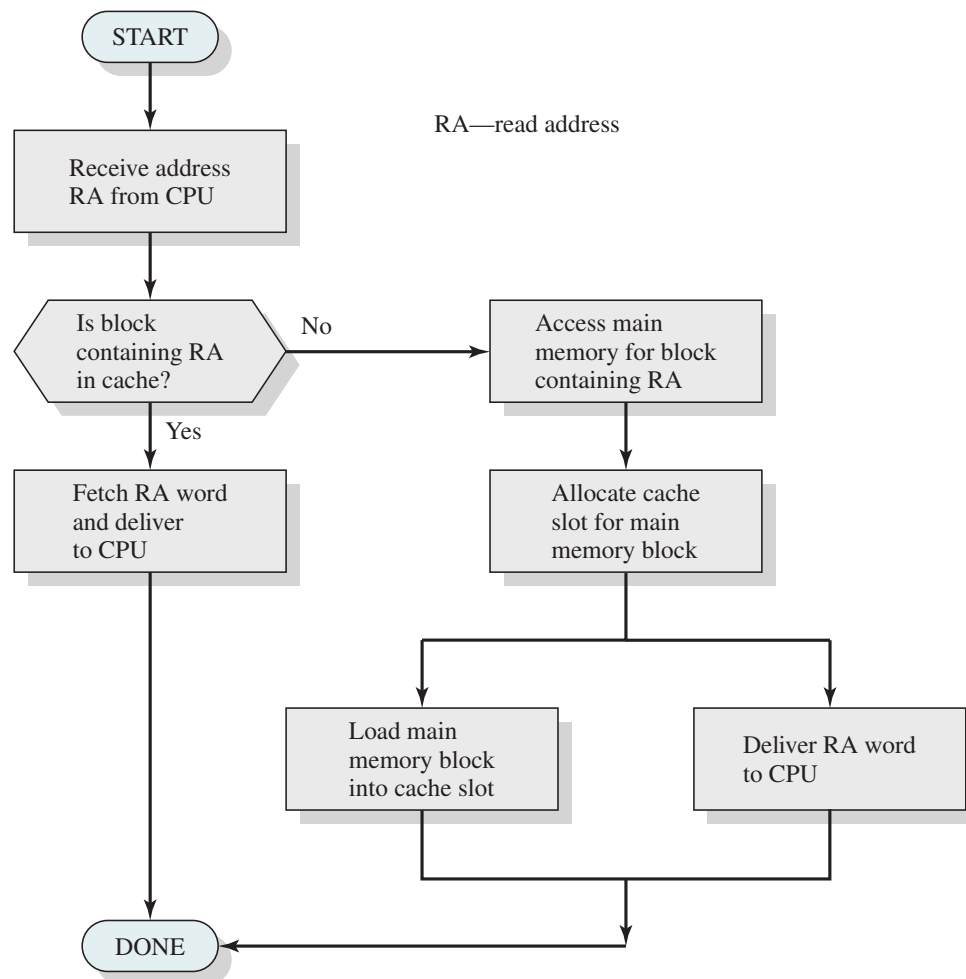 START
RA—read address
Receive address
RA from CPU
Is block
containing RA
in cache?
No
Access main
memory for block
containing RA
Yes
Fetch RA word
and deliver
to CPU
Allocate cache
slot for main
memory block
Load main
memory block
into cache slot
Deliver RA word
to CPU
DONE